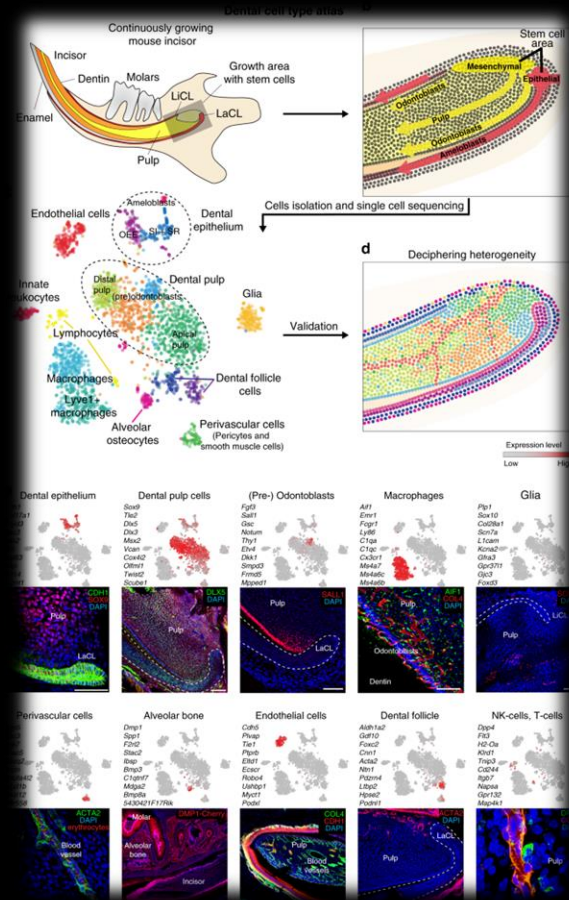 Dental cell type atlas
Continuously growing
mouse incisor
Incisor
Dentin
Molars
LiCL
Growth area
with stem cells
LaCL
Enamel
Pulp
Stem cell
area
Mesenchymal
Epithelial
Odontoblasts
Pulp
Odontoblasts
Ameloblasts
Cells isolation and single cell sequencing
Endothelial cells
Ameloblasts
OEE
SI
SR
Dental
epithelium
Innate
Distal
pulp
(pre)odontoblasts
Dental pulp
Glia
Lymphocytes
Apical
pulp
Macrophages
Lyve1+
macrophages
Dental follicle
cells
Alveolar
osteocytes
Perivascular cells
(Pericytes and
smooth muscle cells)
Validation
d
Deciphering heterogeneity
Expression level
Low
Dental epithelium
CDH1
SOX9
DAPI
Pulp
LaCL
Dental pulp cells
Sox9
Tle2
Dlx5
Dlx3
Msx2
Vcan
Cox4i2
Olfml1
Twist2
Scube1
DLX5
DAPI
Pulp
(Pre-) Odontoblasts
Fgf3
Sall1
Gsc
Notum
Thy1
Etv4
Dkk1
Smpd3
Frmd5
Mpped1
SALL1
DAPI
Pulp
LaCL
Macrophages
Aif1
Emr1
Fcgr1
Ly86
C1qa
C1qc
Cx3cr1
Ms4a7
Ms4a6c
Ms4a6b
AIF1
COL4
DAPI
Pulp
Odontoblasts
Dentin
Glia
Plp1
Sox10
Col28a1
Scn7a
L1cam
Kcna2
Gfra3
Gpr37l1
Gjc3
Foxd3
Pulp
Perivascular cells
ACTA2
DAPI
erythrocytes
Blood
vessel
Alveolar bone
Dmp1
Spp1
F2rl2
Stac2
Ibsp
Bmp3
C1qtnf7
Mdga2
Bmp8a
5430421F17Rik
Molar
DMP1-Cherry
Alveolar
bone
Incisor
Endothelial cells
Cdh5
Plvap
Tie1
Ptprb
Eltd1
Ecscr
Robo4
Ushbp1
Myct1
Podxl
COL4
CDH1
DAPI
Pulp
Blood
vessels
Dental follicle
Aldh1a2
Gdf10
Foxc2
Cnn1
Acta2
Ntn1
Pdzrn4
Ltbp2
Hpse2
Podnl1
ACTA2
DAPI
LaCL
Pulp
NK-cells, T-cells
Dpp4
Flt3
H2-Oa
Klrd1
Tnip3
Cd244
Itgb7
Napsa
Gpr132
Map4k1
Pulp